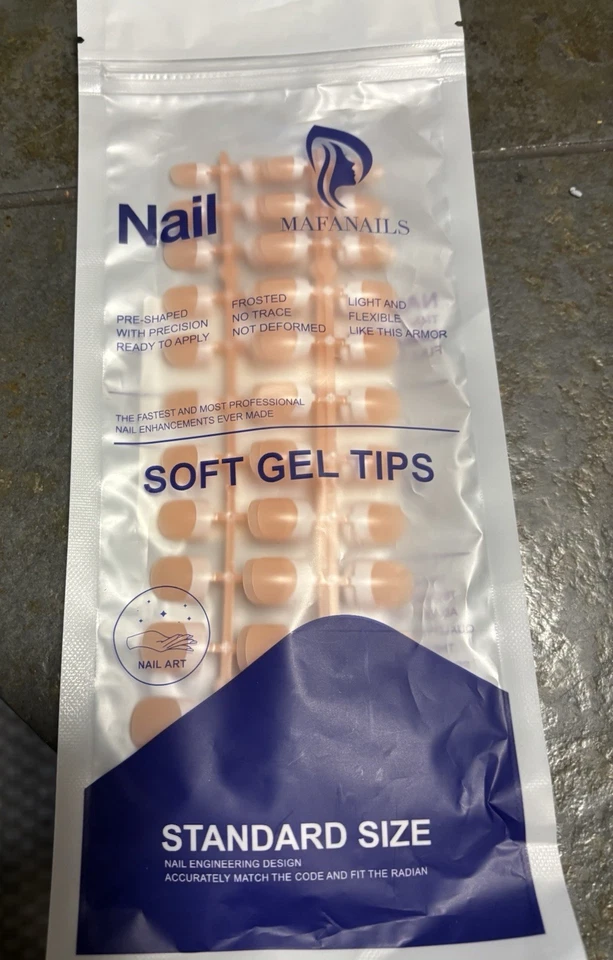 Nail
MAFANAILS
PRE-SHAPED
WITH PRECISION
READY TO APPLY
FROSTED
NO TRACE
NOT DEFORMED
LIGHT AND
FLEXIBLE
LIKE THIS ARMOR
THE FASTEST AND MOST PROFESSIONAL
NAIL ENHANCEMENTS EVER MADE
SOFT GEL TIPS
NAIL ART
STANDARD SIZE
NAIL ENGINEERING DESIGN
ACCURATELY MATCH THE CODE AND FIT THE RADIAN